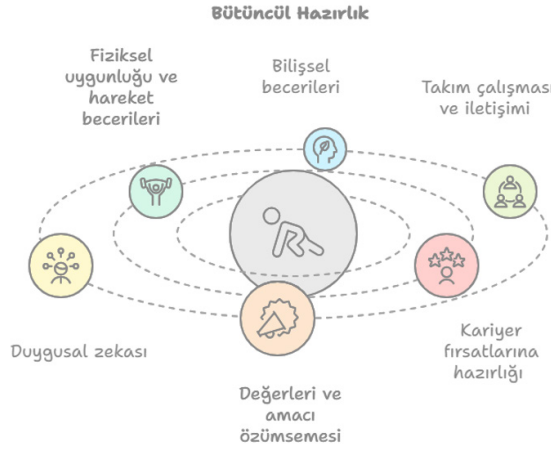 Bütüncül Hazırlık
Fiziksel
uygunluğu ve
hareket
becerileri
Bilişsel
becerileri
Takım çalışması
ve iletişimi
Duygusal zekası
Değerleri ve
amacı
özümsemesi
Kariyer
fırsatlarına
hazırlığı